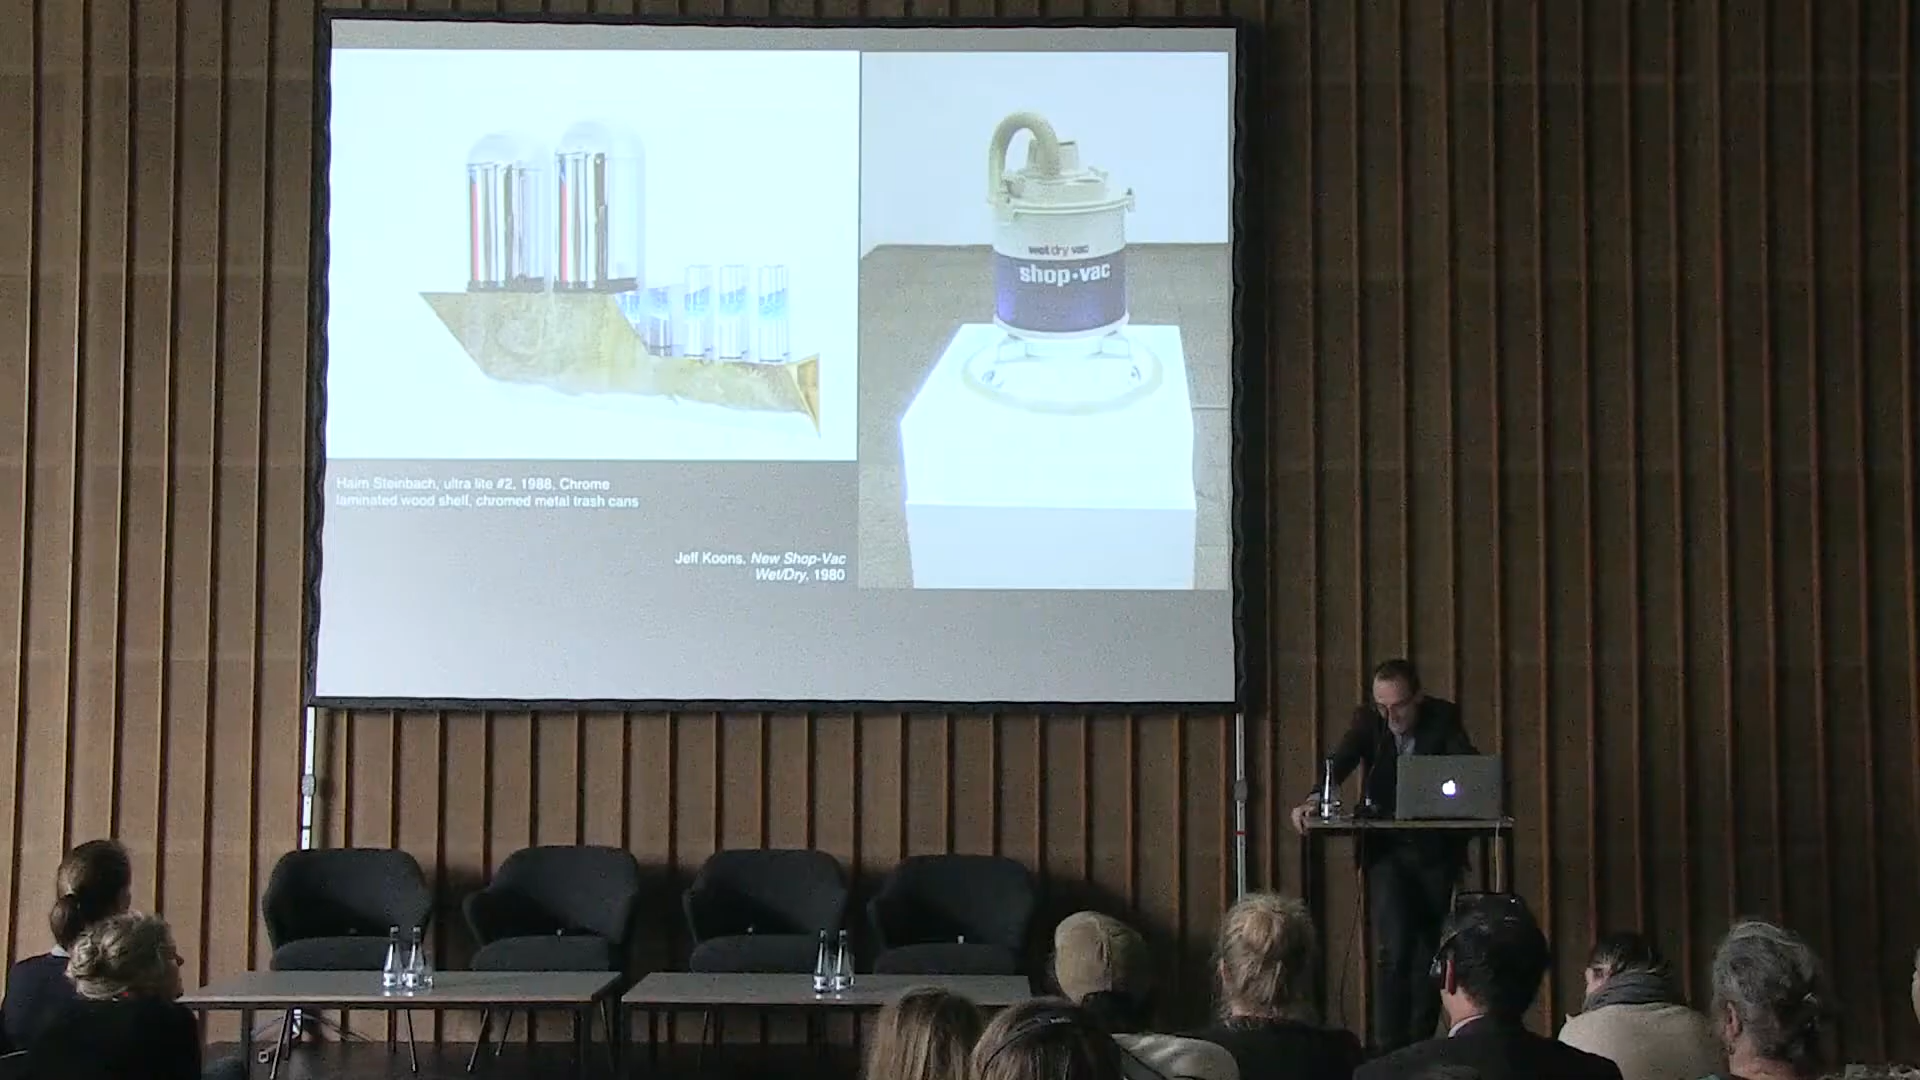 wet dry vac
shop·vac
Haim Steinbach, ultra lite #2, 1988, Chrome
laminated wood shelf, chromed metal trash cans
Jeff Koons, New Shop-Vac
Wet/Dry, 1980